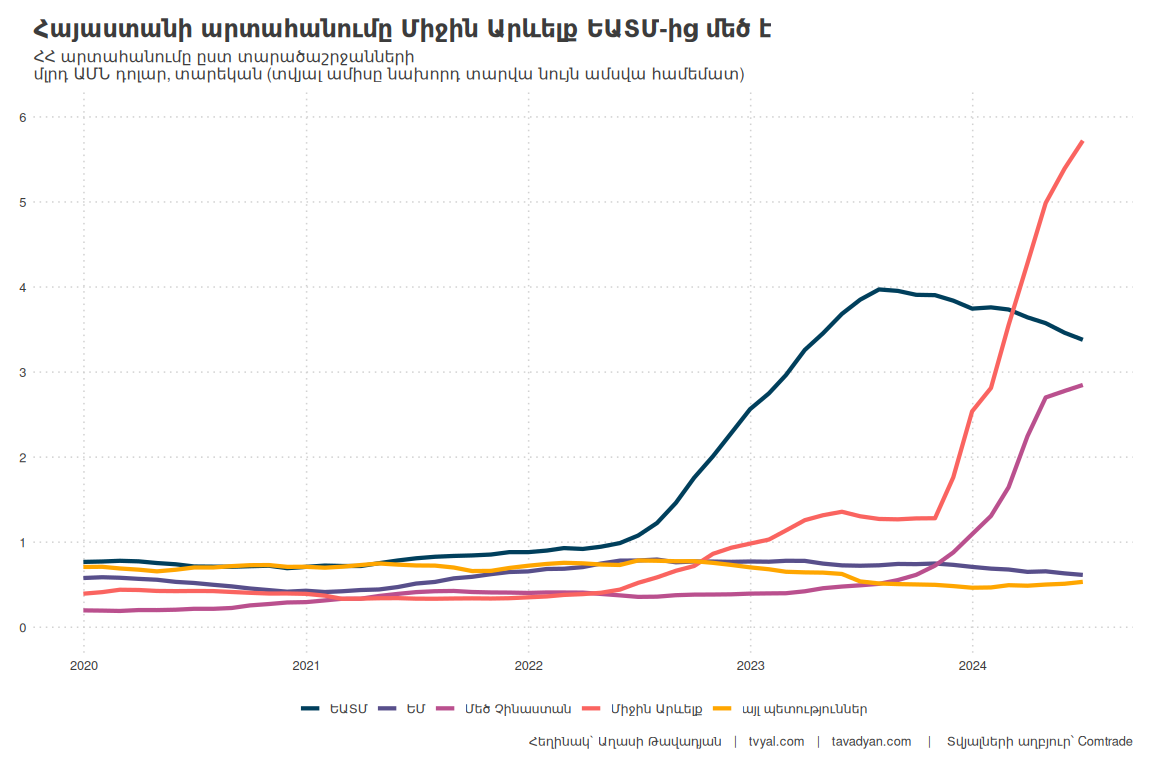 Հայաստանի արտահանումը Միջին Արևելք ԵԱՏՄ-ից մեծ է
ՀՀ արտահանումը ըստ տարածաշրջանների
մլրդ ԱՄՆ դոլար, տարեկան (տվյալ ամիսը նախորդ տարվա նույն ամսվա համեմատ)
6
5
4
3
2
1
0
2020 2021 2022 2023 2024
ԵԱՏՄ ԵՄ Մեծ Չինաստան Միջին Արևելք այլ պետություններ
Հեղինակ՝ Աղասի Թավադյան | tvyal.com | tavadyan.com | Տվյալների աղբյուր՝ Comtrade